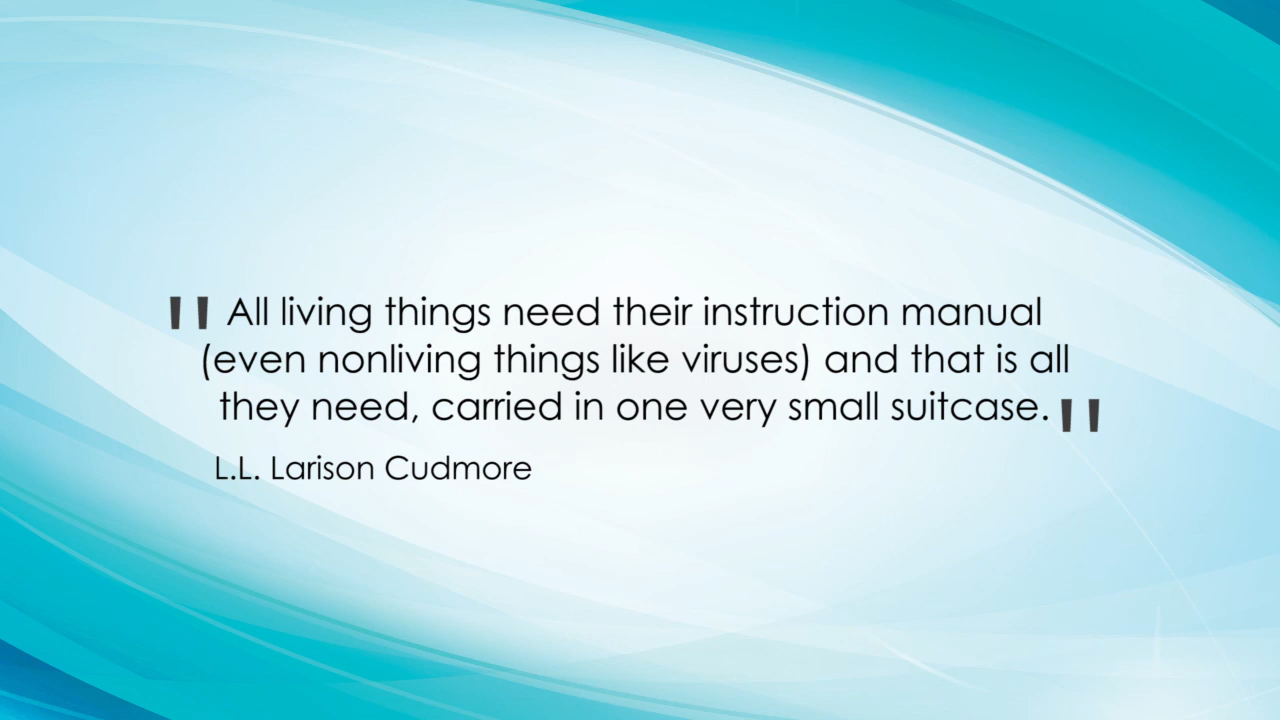 "All living things need their instruction manual
(even nonliving things like viruses) and that is all
they need, carried in one very small suitcase."
L.L. Larison Cudmore